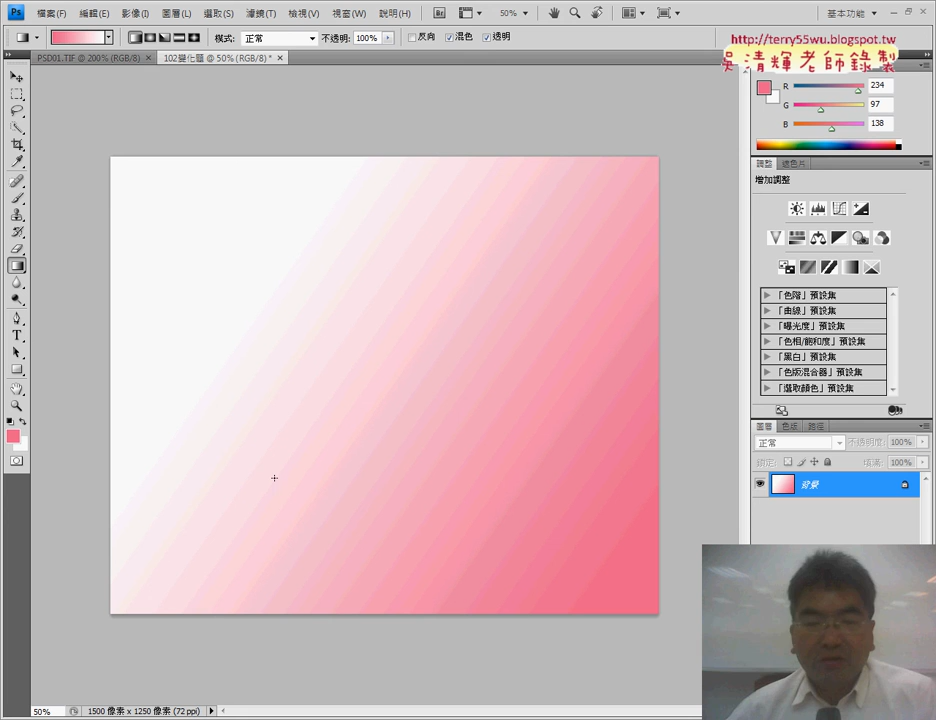 Ps 檔案(F) 編輯(E) 影像(I) 圖層(L) 選取(S) 濾鏡(T) 檢視(V) 視窗(W) 說明(H) Br 50% 基本功能
模式: 正常 不透明: 100% 反向 混色 透明
http://terry55wu.blogspot.tw
吳清輝老師錄製
PSD01.TIF @ 200% (RGB/8) 102變化題 @ 50% (RGB/8) *
R 234
G 97
B 138
調整 遮色片
增加調整
「色階」預設集
「曲線」預設集
「曝光度」預設集
「色相/飽和度」預設集
「黑白」預設集
「色版混合器」預設集
「選取顏色」預設集
圖層 色版 路徑
正常 不透明度: 100%
鎖定: 填滿: 100%
背景
50% 1500 像素 x 1250 像素 (72 ppi)